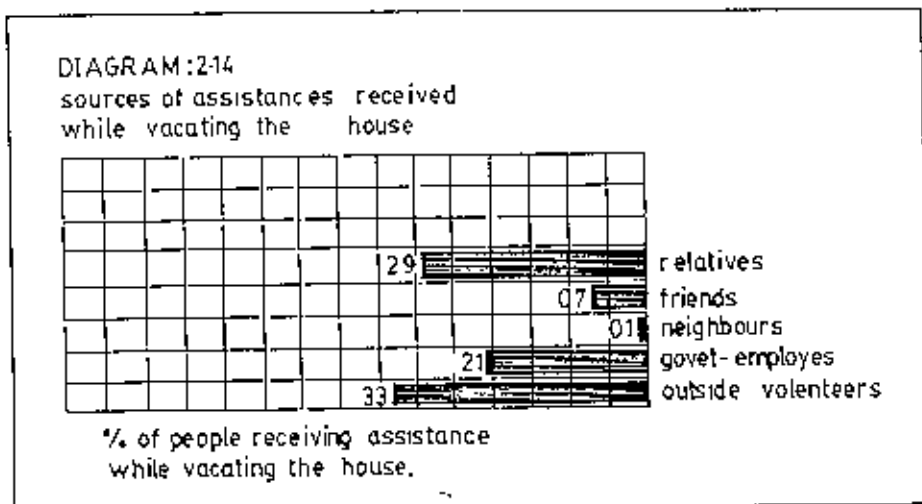 DIAGRAM:2-14
sources of assistances received
while vacating the house
29 relatives
07 friends
01 neighbours
21 govet-employes
33 outside volenteers
% of people receiving assistance
while vacating the house.